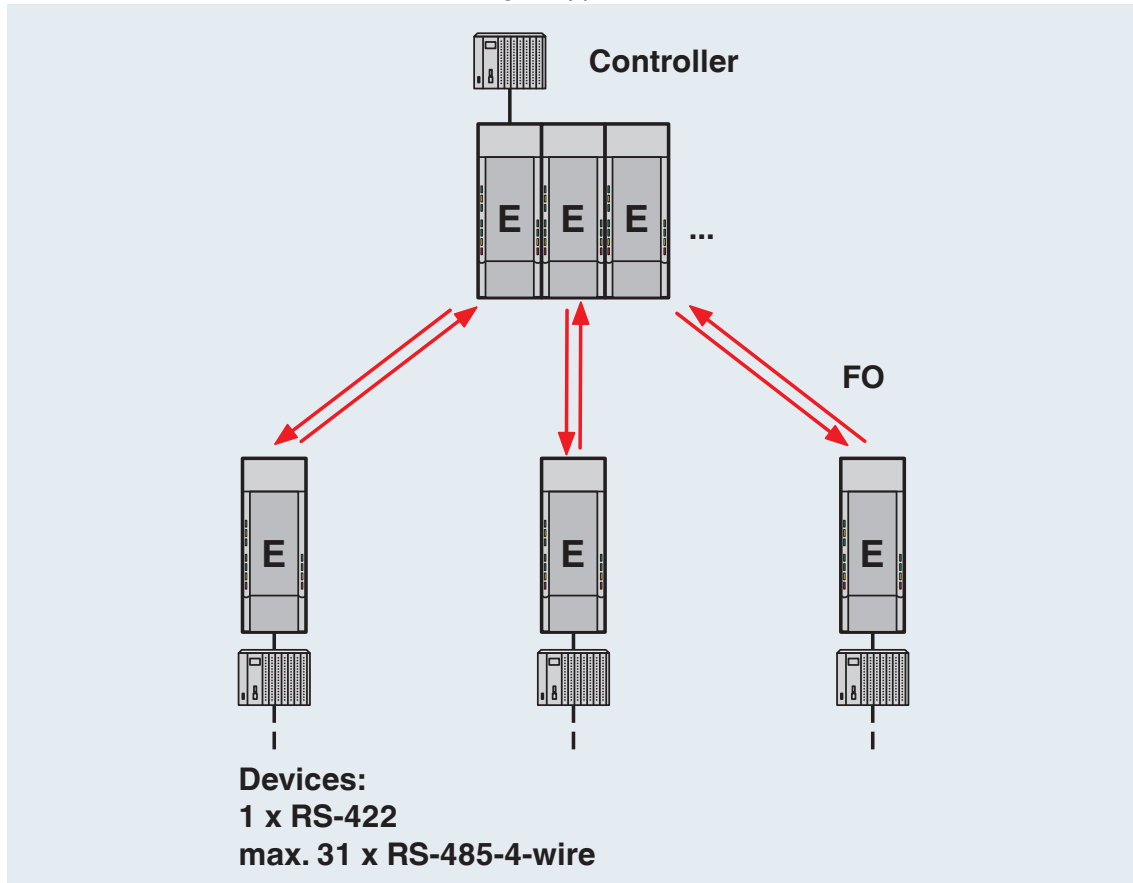 Controller
E E E ...
FO
E E E
Devices:
1 x RS-422
max. 31 x RS-485-4-wire